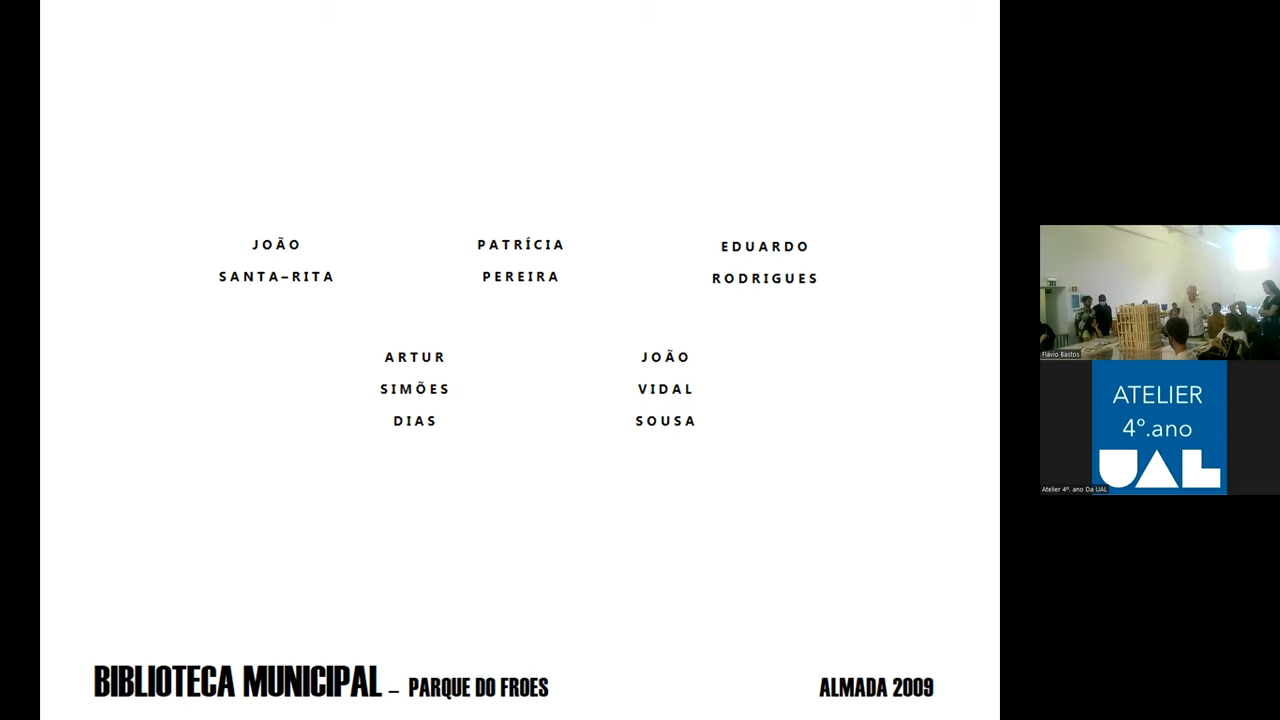 JOÃO
SANTA–RITA
PATRÍCIA
PEREIRA
EDUARDO
RODRIGUES
ARTUR
SIMÕES
DIAS
JOÃO
VIDAL
SOUSA
BIBLIOTECA MUNICIPAL – PARQUE DO FROES
ALMADA 2009
Flávio Bastos
ATELIER
4º.ano
UAL
Atelier 4º. ano Da UAL